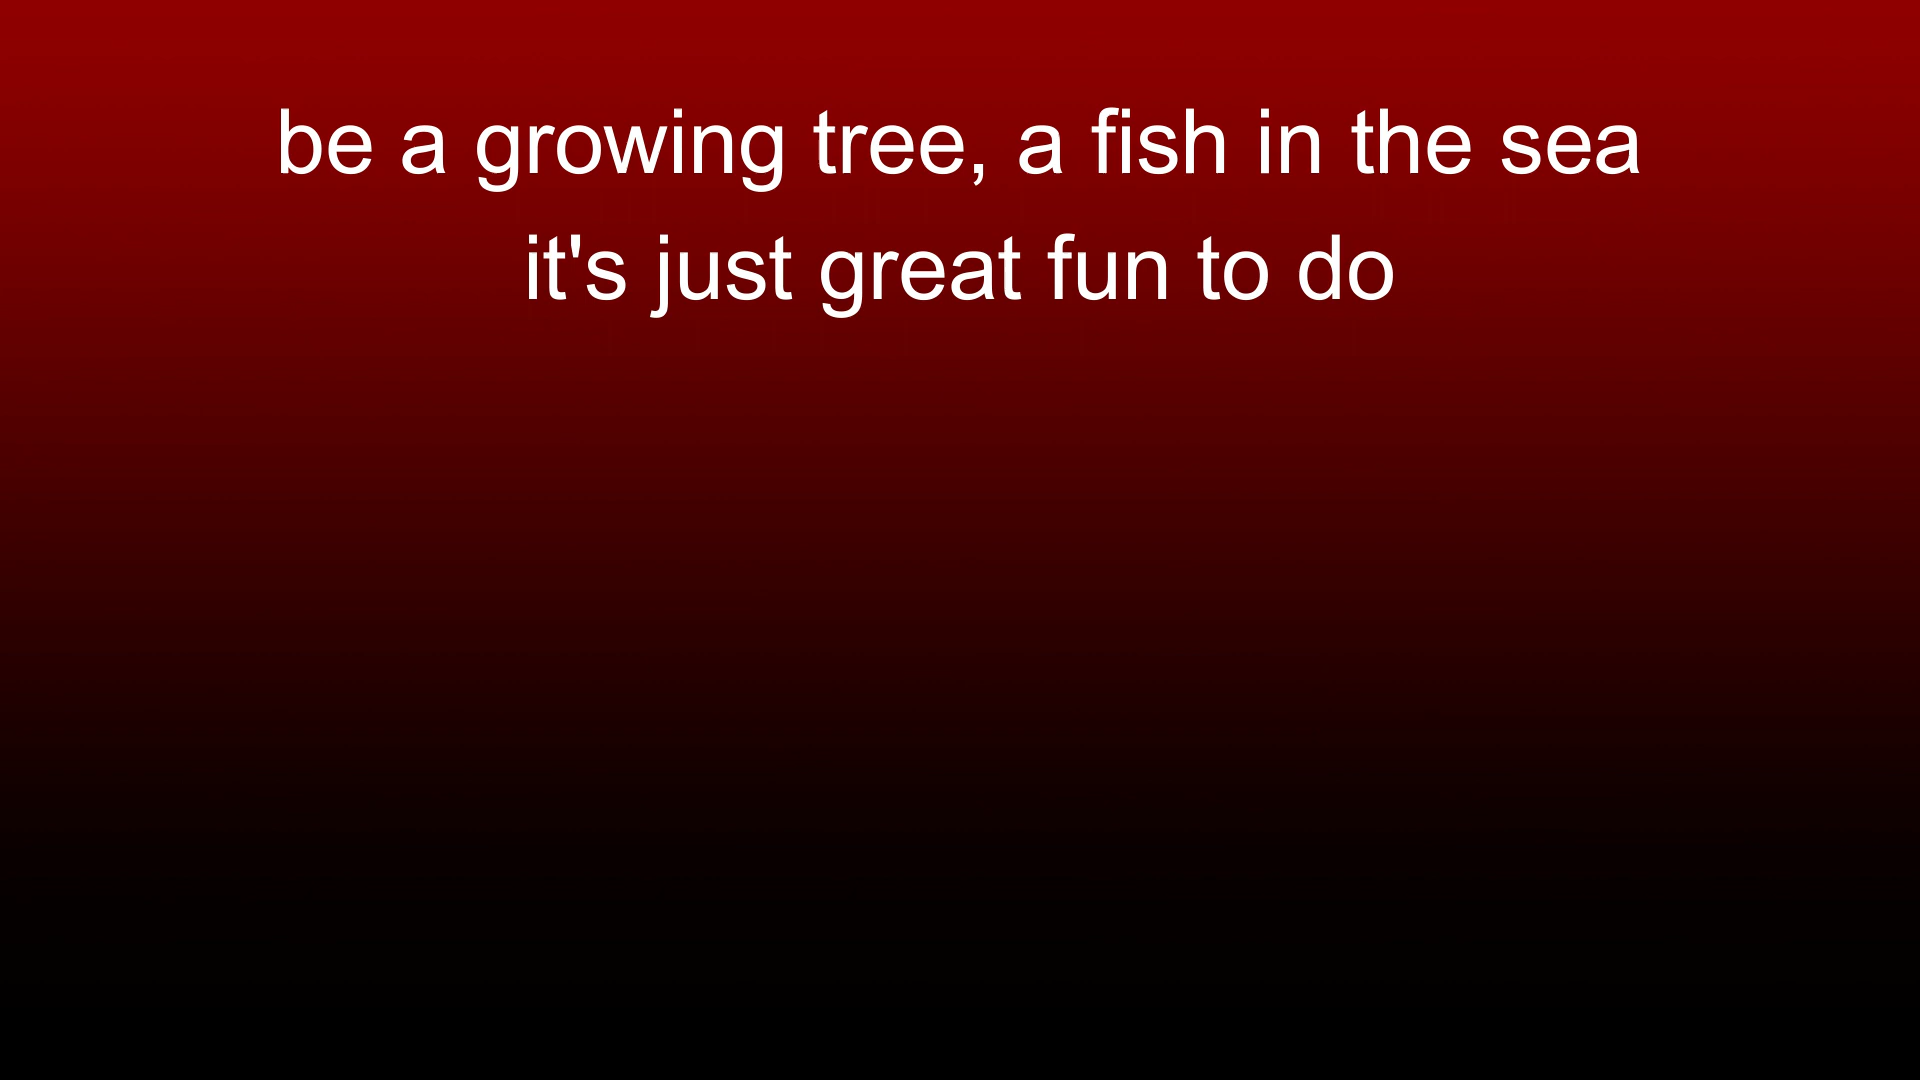 be a growing tree, a fish in the sea
it's just great fun to do